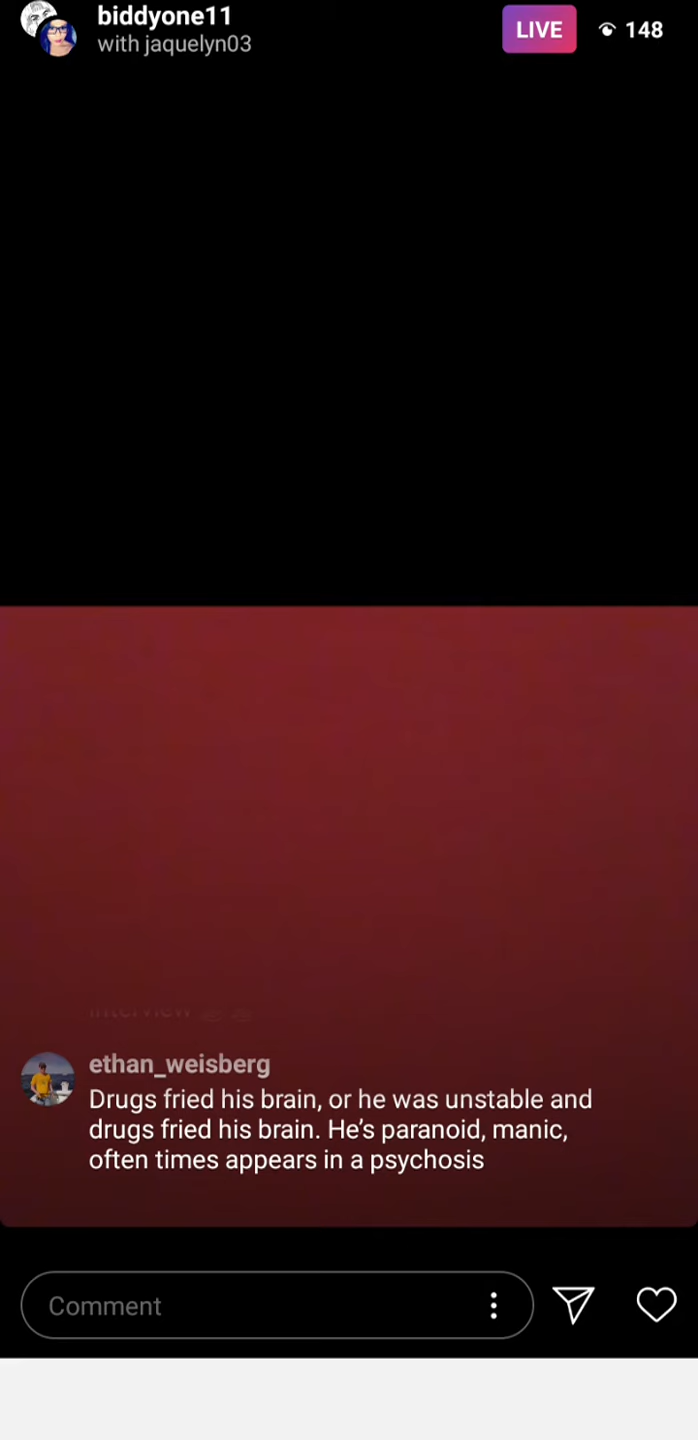 biddyone11
with jaquelyn03
LIVE
148
ethan_weisberg
Drugs fried his brain, or he was unstable and
drugs fried his brain. He’s paranoid, manic,
often times appears in a psychosis
Comment